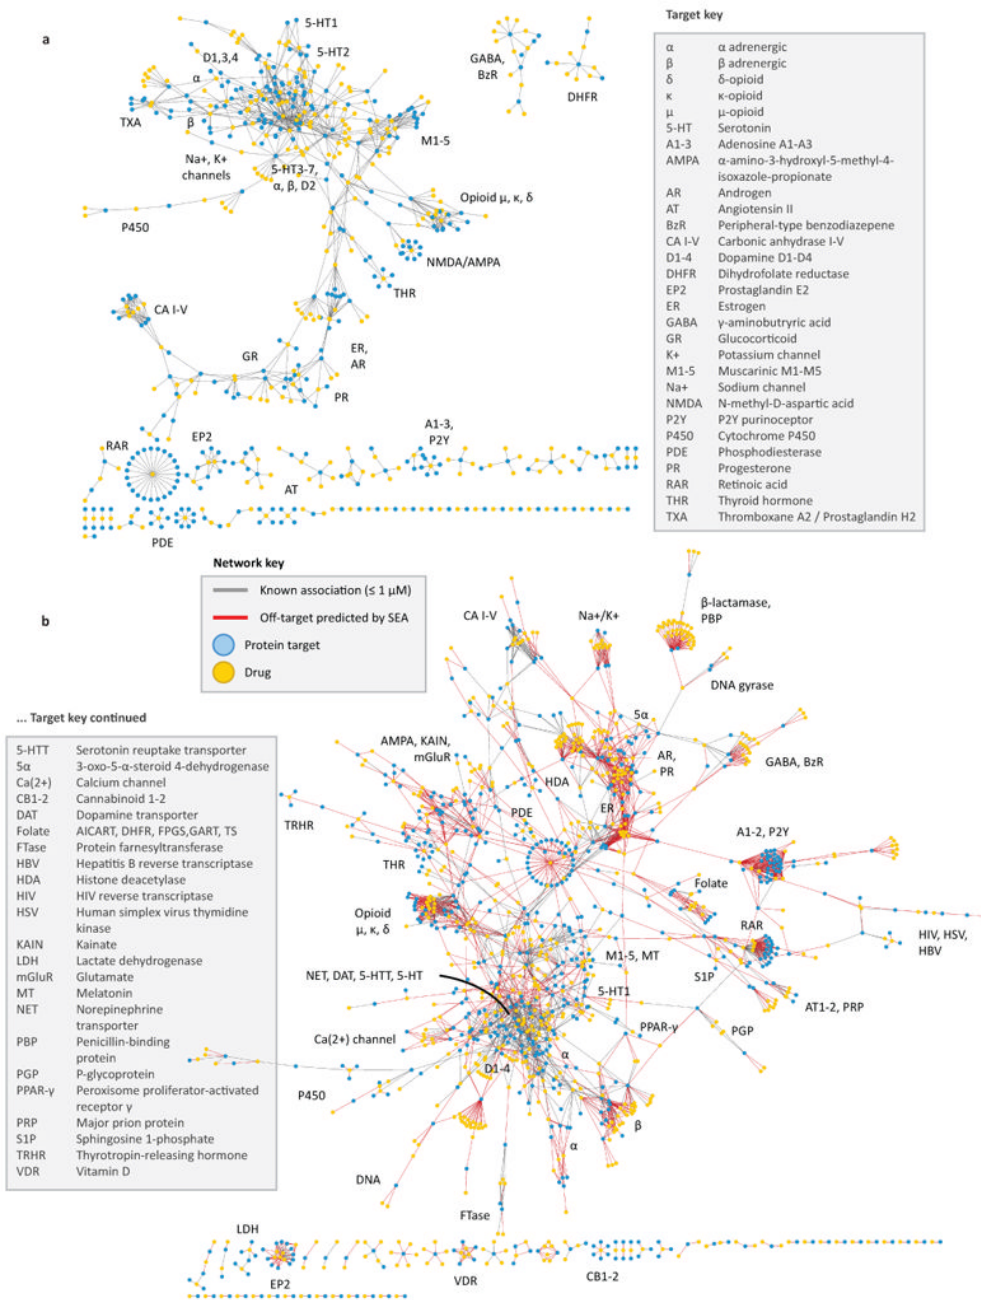 a
5-HT1
5-HT2
D1,3,4
α
TXA
β
Na+, K+
channels
5-HT3-7,
α, β, D2
M1-5
P450
Opioid μ, κ, δ
NMDA/AMPA
THR
CA I-V
GR
ER,
AR
PR
GABA,
BzR
DHFR
RAR
EP2
AT
A1-3,
P2Y
PDE
Target key
α α adrenergic
β β adrenergic
δ δ-opioid
κ κ-opioid
μ μ-opioid
5-HT Serotonin
A1-3 Adenosine A1-A3
AMPA α-amino-3-hydroxyl-5-methyl-4-
isoxazole-propionate
AR Androgen
AT Angiotensin II
BzR Peripheral-type benzodiazepene
CA I-V Carbonic anhydrase I-V
D1-4 Dopamine D1-D4
DHFR Dihydrofolate reductase
EP2 Prostaglandin E2
ER Estrogen
GABA γ-aminobutryric acid
GR Glucocorticoid
K+ Potassium channel
M1-5 Muscarinic M1-M5
Na+ Sodium channel
NMDA N-methyl-D-aspartic acid
P2Y P2Y purinoceptor
P450 Cytochrome P450
PDE Phosphodiesterase
PR Progesterone
RAR Retinoic acid
THR Thyroid hormone
TXA Thromboxane A2 / Prostaglandin H2
Network key
Known association (≤ 1 μM)
Off-target predicted by SEA
Protein target
Drug
b
... Target key continued
5-HTT Serotonin reuptake transporter
5α 3-oxo-5-α-steroid 4-dehydrogenase
Ca(2+) Calcium channel
CB1-2 Cannabinoid 1-2
DAT Dopamine transporter
Folate AICART, DHFR, FPGS,GART, TS
FTase Protein farnesyltransferase
HBV Hepatitis B reverse transcriptase
HDA Histone deacetylase
HIV HIV reverse transcriptase
HSV Human simplex virus thymidine
kinase
KAIN Kainate
LDH Lactate dehydrogenase
mGluR Glutamate
MT Melatonin
NET Norepinephrine
transporter
PBP Penicillin-binding
protein
PGP P-glycoprotein
PPAR-γ Peroxisome proliferator-activated
receptor γ
PRP Major prion protein
S1P Sphingosine 1-phosphate
TRHR Thyrotropin-releasing hormone
VDR Vitamin D
CA I-V
Na+/K+
β-lactamase,
PBP
DNA gyrase
5α
AMPA, KAIN,
mGluR
AR,
PR
GABA, BzR
HDA
TRHR
PDE
ER
A1-2, P2Y
THR
Folate
Opioid
μ, κ, δ
RAR
HIV, HSV,
HBV
M1-5, MT
NET, DAT, 5-HTT, 5-HT
S1P
5-HT1
AT1-2, PRP
PPAR-γ
PGP
Ca(2+) channel
α
D1-4
P450
β
α
DNA
FTase
LDH
EP2
VDR
CB1-2